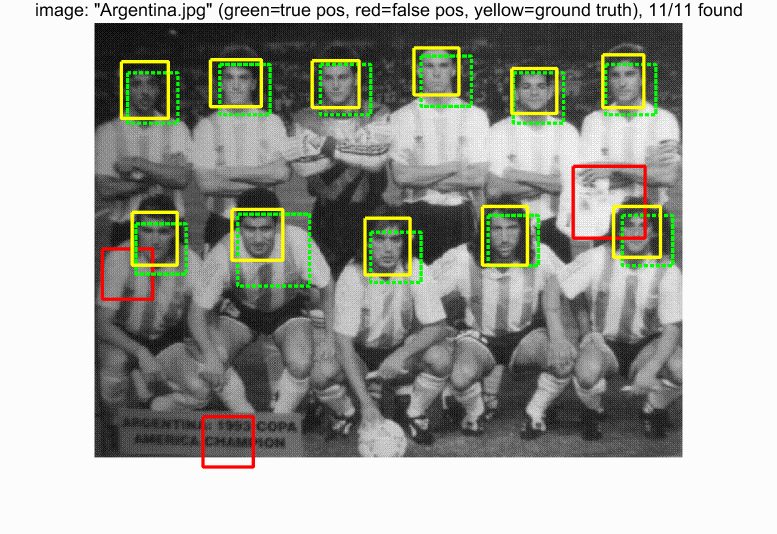 image: "Argentina.jpg" (green=true pos, red=false pos, yellow=ground truth), 11/11 found
ARGENTINA: 1993 COPA
AMERICA CHAMPION